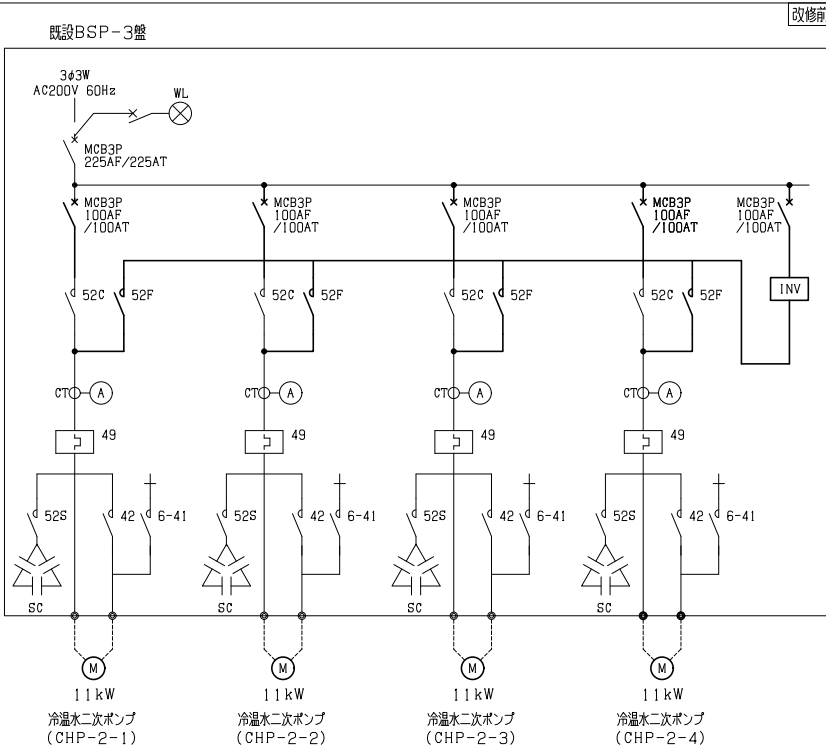 改修前
既設BSP-3盤
3φ3W
AC200V 60Hz
WL
MCB3P
225AF/225AT
MCB3P
100AF
/100AT
MCB3P
100AF
/100AT
MCB3P
100AF
/100AT
MCB3P
100AF
/100AT
MCB3P
100AF
/100AT
52C
52F
52C
52F
52C
52F
52C
52F
INV
CT
A
CT
A
CT
A
CT
A
49
49
49
49
52S
42
6-41
52S
42
6-41
52S
42
6-41
52S
42
6-41
SC
SC
SC
SC
M
M
M
M
11kW
11kW
11kW
11kW
冷温水二次ポンプ
(CHP-2-1)
冷温水二次ポンプ
(CHP-2-2)
冷温水二次ポンプ
(CHP-2-3)
冷温水二次ポンプ
(CHP-2-4)